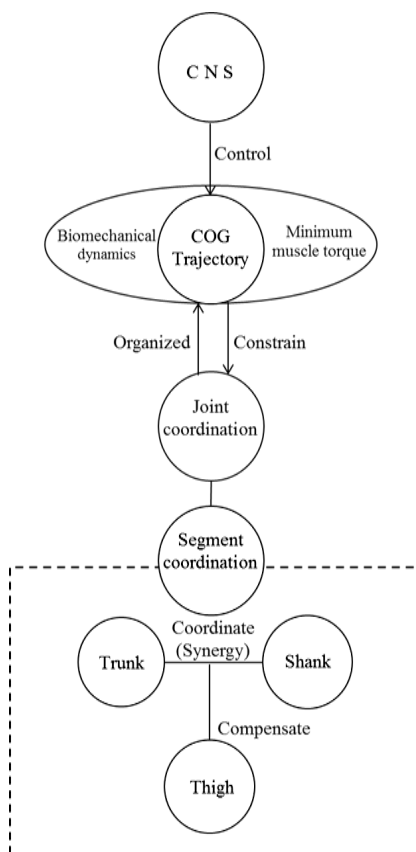 C N S
Control
Biomechanical
dynamics
COG
Trajectory
Minimum
muscle torque
Organized
Constrain
Joint
coordination
Segment
coordination
Coordinate
(Synergy)
Trunk
Shank
Compensate
Thigh